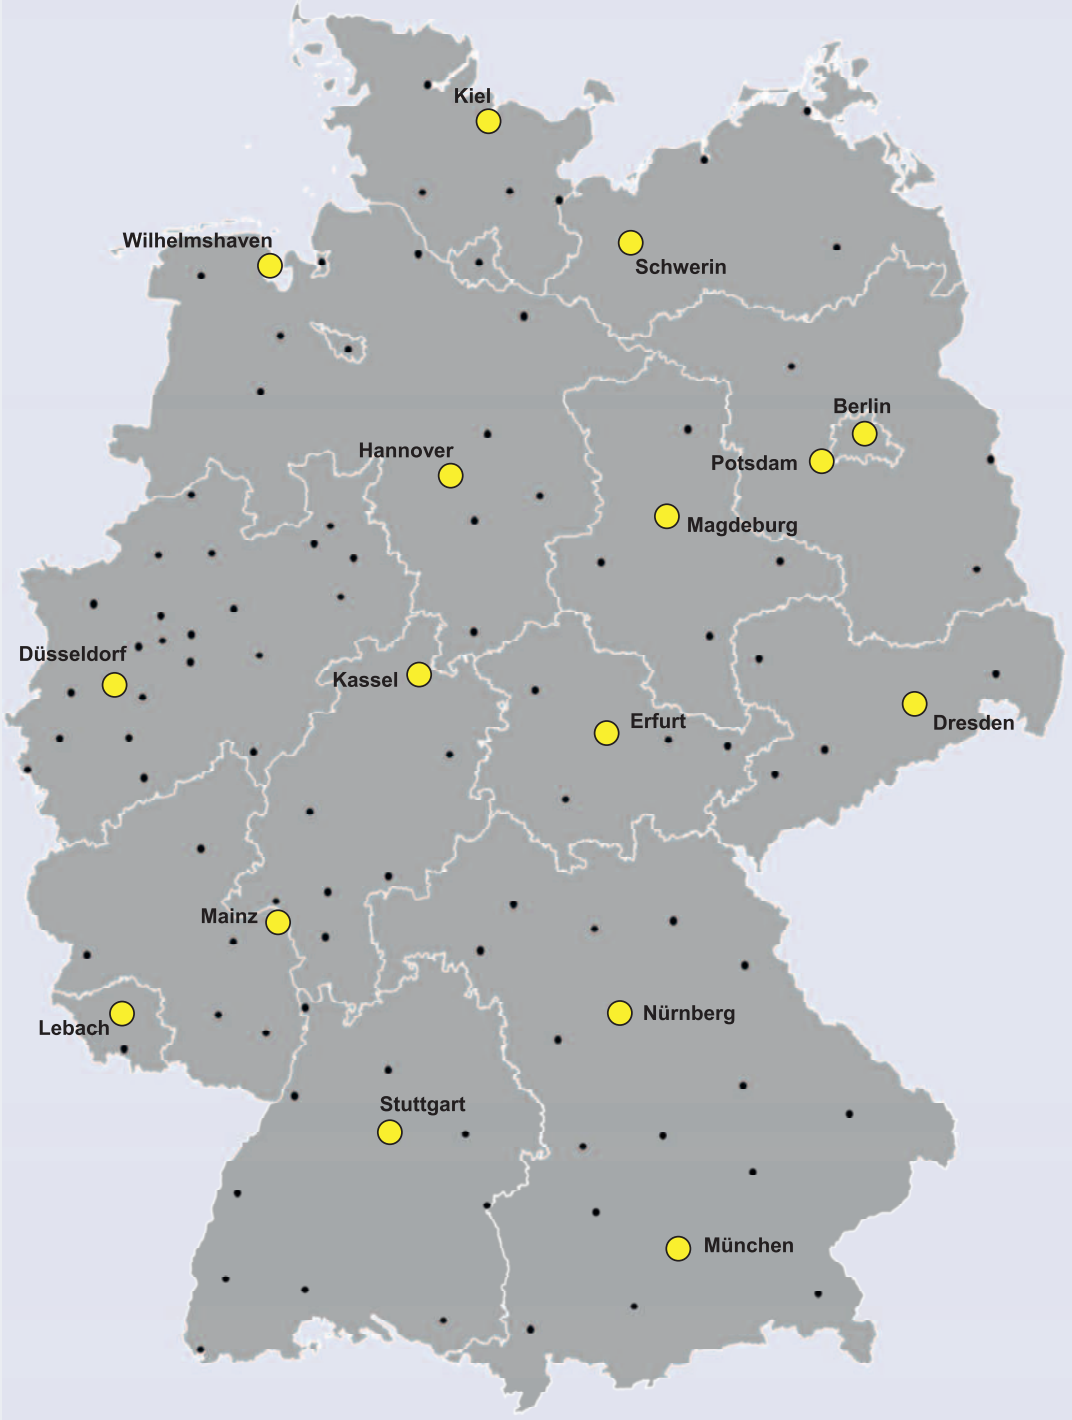 Kiel
Wilhelmshaven
Schwerin
Berlin
Hannover
Potsdam
Magdeburg
Düsseldorf
Kassel
Erfurt
Dresden
Mainz
Lebach
Nürnberg
Stuttgart
München